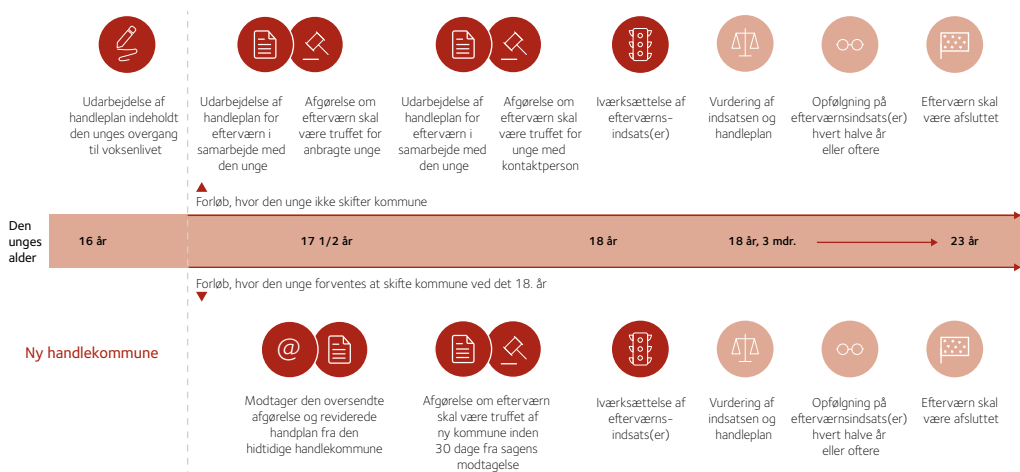 Udarbejdelse af
handleplan indeholdt
den unges overgang
til voksenlivet
Udarbejdelse af
handleplan for
efterværn i
samarbejde med
den unge
Afgørelse om
efterværn skal
være truffet for
anbragte unge
Udarbejdelse af
handleplan for
efterværn i
samarbejde med
den unge
Afgørelse om
efterværn skal
være truffet for
unge med
kontaktperson
Iværksættelse af
efterværns-
indsats(er)
Vurdering af
indsatsen og
handleplan
Opfølgning på
efterværnsindsats(er)
hvert halve år
eller oftere
Efterværn skal
være afsluttet
Forløb, hvor den unge ikke skifter kommune
Den
unges
alder
16 år
17 1/2 år
18 år
18 år, 3 mdr.
23 år
Forløb, hvor den unge forventes at skifte kommune ved det 18. år
Ny handlekommune
@
Modtager den oversendte
afgørelse og reviderede
handplan fra den
hidtidige handlekommune
Afgørelse om efterværn
skal være truffet af
ny kommune inden
30 dage fra sagens
modtagelse
Iværksættelse af
efterværns-
indsats(er)
Vurdering af
indsatsen og
handleplan
Opfølgning på
efterværnsindsats(er)
hvert halve år
eller oftere
Efterværn skal
være afsluttet